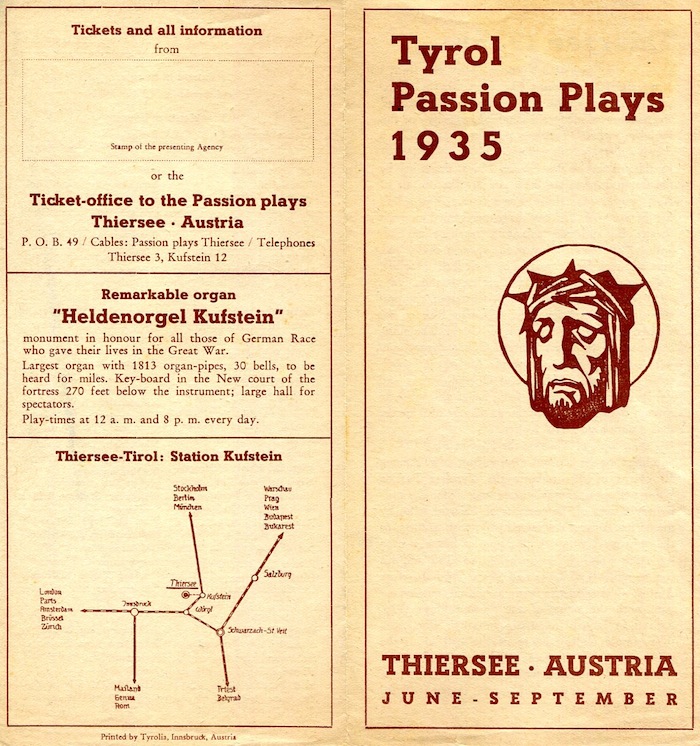 Tickets and all information
from
Stamp of the presenting Agency
or the
Ticket-office to the Passion plays
Thiersee · Austria
P. O. B. 49 / Cables: Passion plays Thiersee / Telephones
Thiersee 3, Kufstein 12
Remarkable organ
"Heldenorgel Kufstein"
monument in honour for all those of German Race
who gave their lives in the Great War.
Largest organ with 1813 organ-pipes, 30 bells, to be
heard for miles. Key-board in the New court of the
fortress 270 feet below the instrument; large hall for
spectators.
Play-times at 12 a. m. and 8 p. m. every day.
Thiersee-Tirol: Station Kufstein
Stockholm
Berlin
München
Warschau
Prag
Wien
Budapest
Bukarest
Salzburg
Thiersee
Kufstein
London
Paris
Amsterdam
Brüssel
Zürich
Innsbruck
Wörgl
Schwarzach-St. Veit
Mailand
Genua
Rom
Triest
Belgrad
Printed by Tyrolia, Innsbruck, Austria
Tyrol
Passion Plays
1935
THIERSEE · AUSTRIA
JUNE - SEPTEMBER